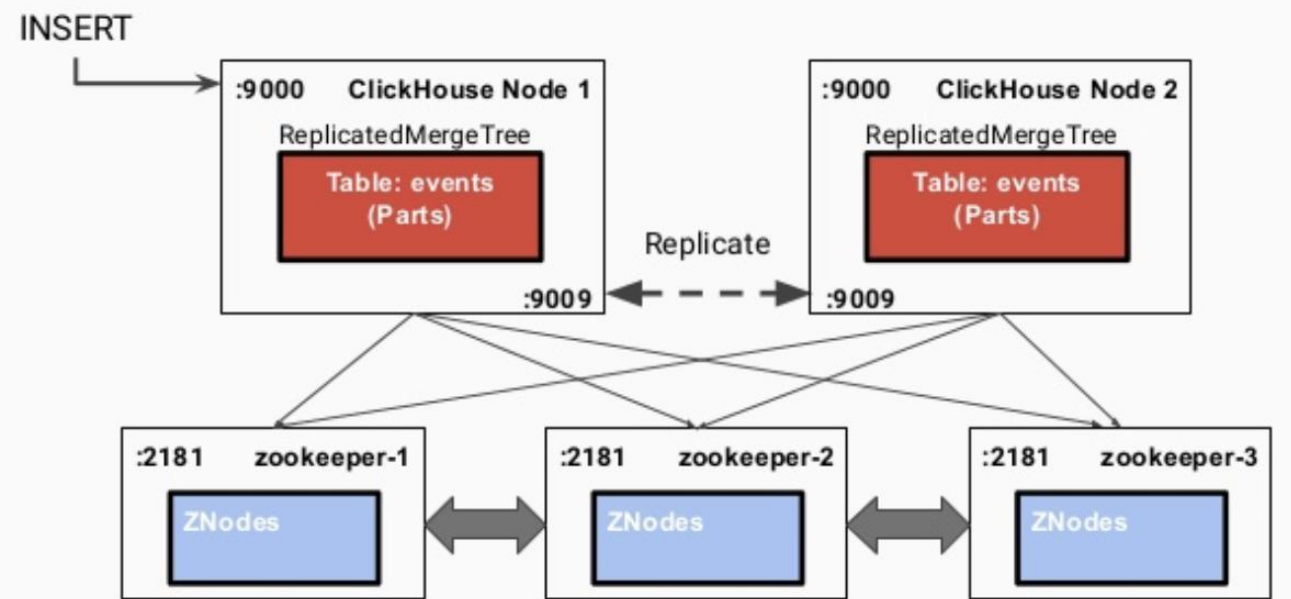 INSERT
:9000 ClickHouse Node 1
ReplicatedMergeTree
Table: events
(Parts)
:9009
Replicate
:9000 ClickHouse Node 2
ReplicatedMergeTree
Table: events
(Parts)
:9009
:2181 zookeeper-1
ZNodes
:2181 zookeeper-2
ZNodes
:2181 zookeeper-3
ZNodes